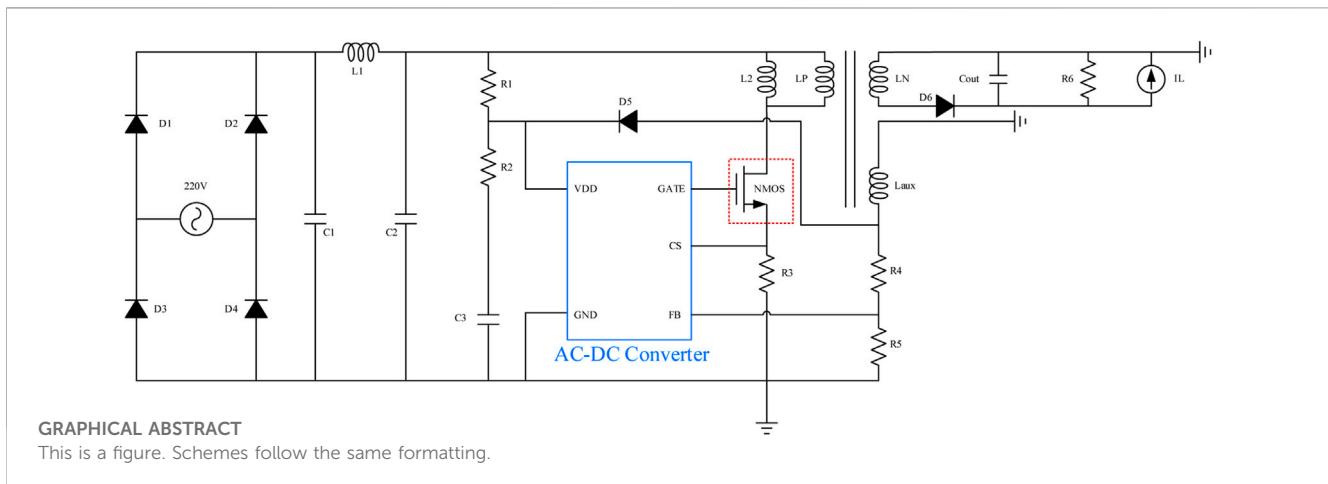 L1
R1
L2
LP
LN
Cout
R6
IL
D5
D6
D1
D2
R2
VDD
GATE
NMOS
Laux
220V
C1
C2
CS
R3
R4
D3
D4
C3
GND
FB
R5
AC-DC Converter
GRAPHICAL ABSTRACT
This is a figure. Schemes follow the same formatting.